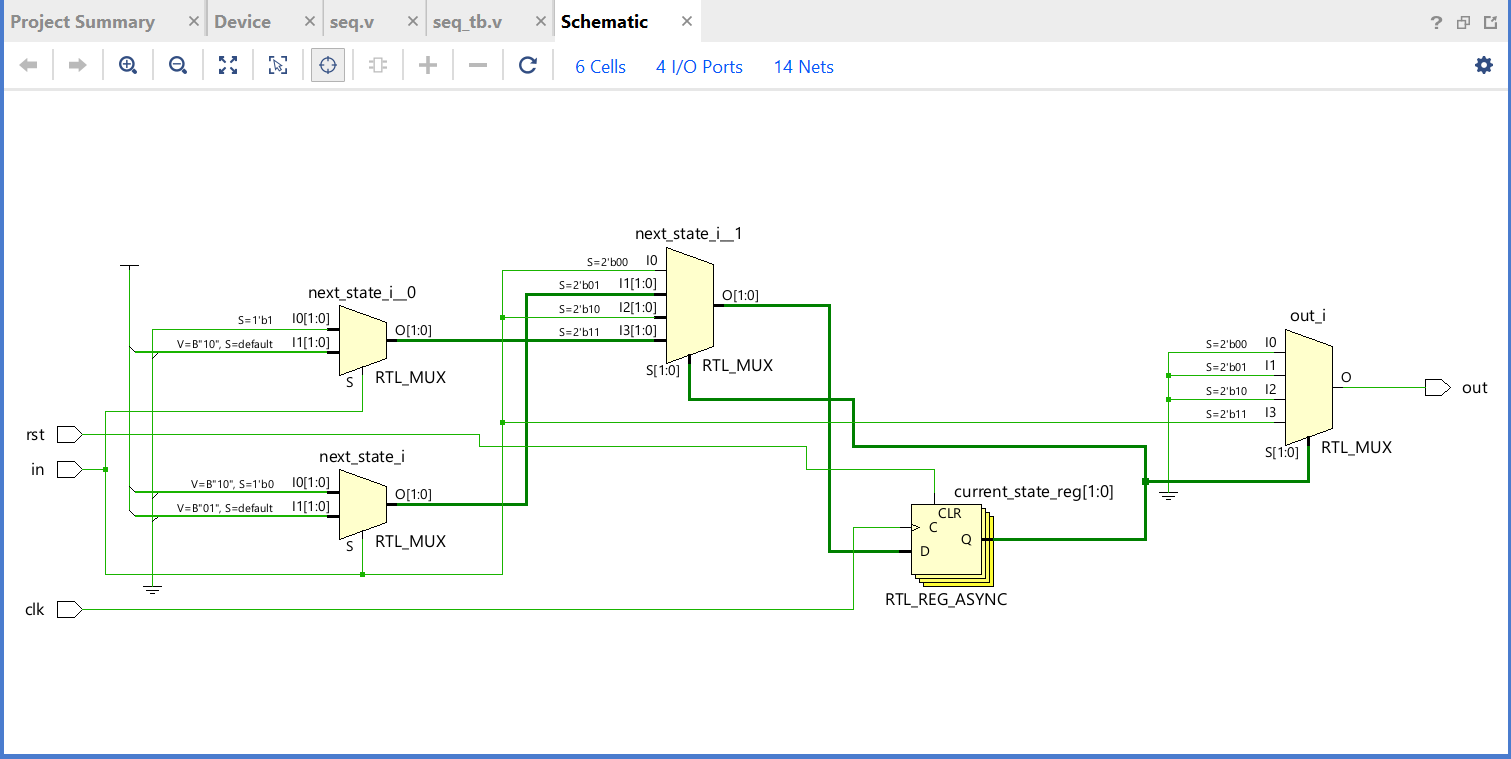 Project Summary Device seq.v seq_tb.v Schematic
?
6 Cells 4 I/O Ports 14 Nets
next_state_i__1
S=2'b00 I0
S=2'b01 I1[1:0]
S=2'b10 I2[1:0]
S=2'b11 I3[1:0]
O[1:0]
S[1:0]
RTL_MUX
next_state_i__0
S=1'b1 I0[1:0]
V=B"10", S=default I1[1:0]
O[1:0]
S
RTL_MUX
out_i
S=2'b00 I0
S=2'b01 I1
S=2'b10 I2
S=2'b11 I3
O
out
S[1:0]
RTL_MUX
rst
in
next_state_i
V=B"10", S=1'b0 I0[1:0]
V=B"01", S=default I1[1:0]
O[1:0]
S
RTL_MUX
current_state_reg[1:0]
CLR
C
Q
D
RTL_REG_ASYNC
clk